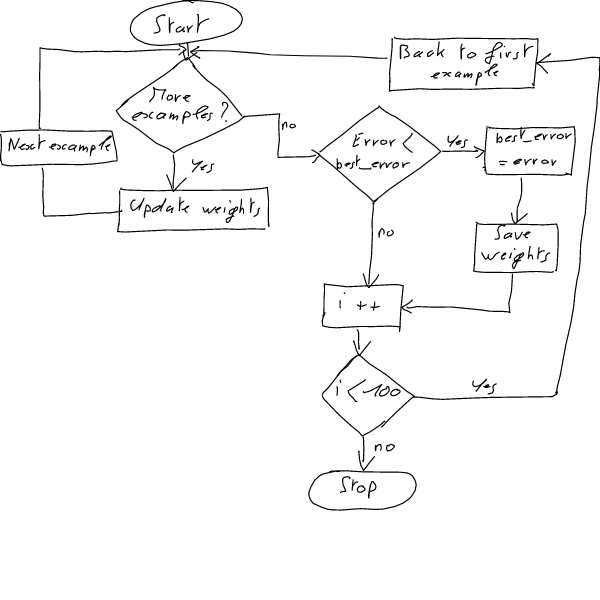 Start
Back to first
example
More
examples?
no
Error <
best_error
yes
best_error
= error
Next example
yes
Update weights
no
Save
weights
i ++
i < 100
yes
no
Stop